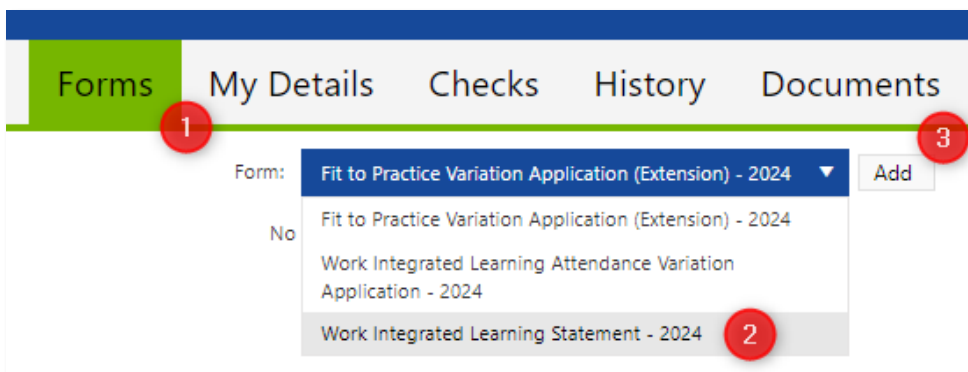 Forms My Details Checks History Documents
1
3
Form: Fit to Practice Variation Application (Extension) - 2024 Add
No
Fit to Practice Variation Application (Extension) - 2024
Work Integrated Learning Attendance Variation
Application - 2024
Work Integrated Learning Statement - 2024 2